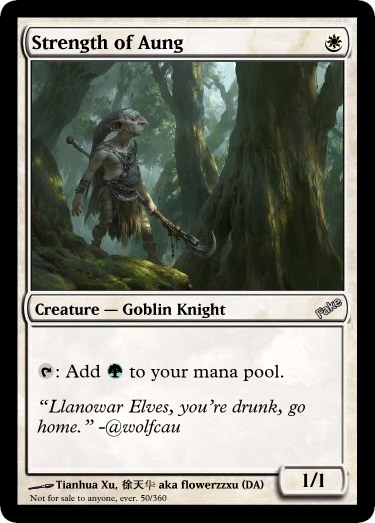 Strength of Aung
Creature — Goblin Knight
Fake
: Add to your mana pool.
“Llanowar Elves, you’re drunk, go
home.” -@wolfcau
Tianhua Xu, 徐天华 aka flowerzzxu (DA)
1/1
Not for sale to anyone, ever. 50/360